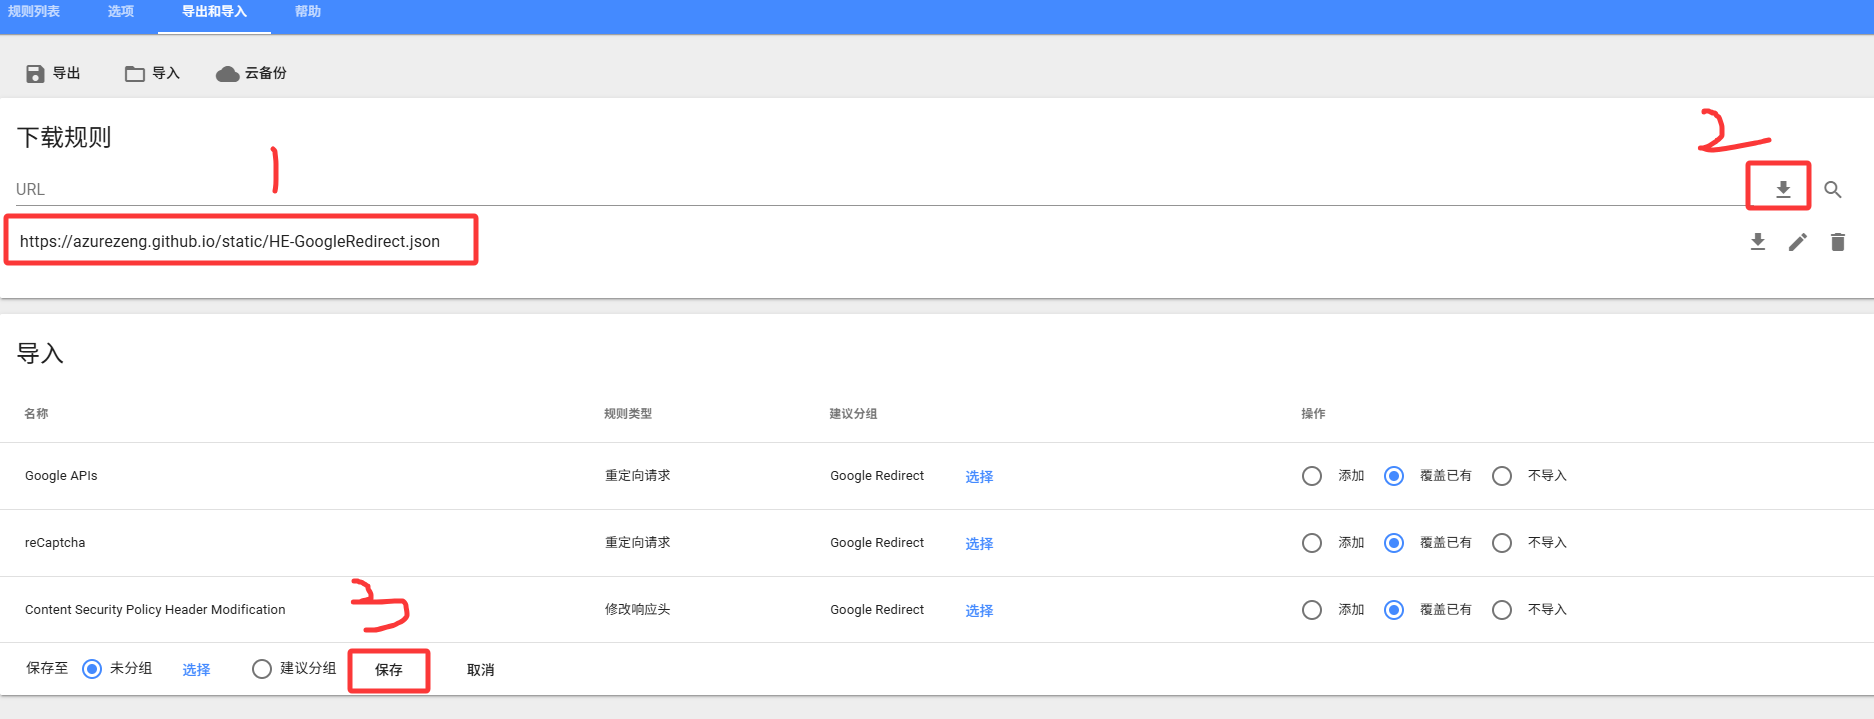 规则列表 选项 导出和导入 帮助
导出 导入 云备份
下载规则
2
1
URL
https://azurezeng.github.io/static/HE-GoogleRedirect.json
导入
名称 规则类型 建议分组 操作
Google APIs 重定向请求 Google Redirect 选择 添加 覆盖已有 不导入
reCaptcha 重定向请求 Google Redirect 选择 添加 覆盖已有 不导入
Content Security Policy Header Modification 修改响应头 Google Redirect 选择 添加 覆盖已有 不导入
3
保存至 未分组 选择 建议分组 保存 取消